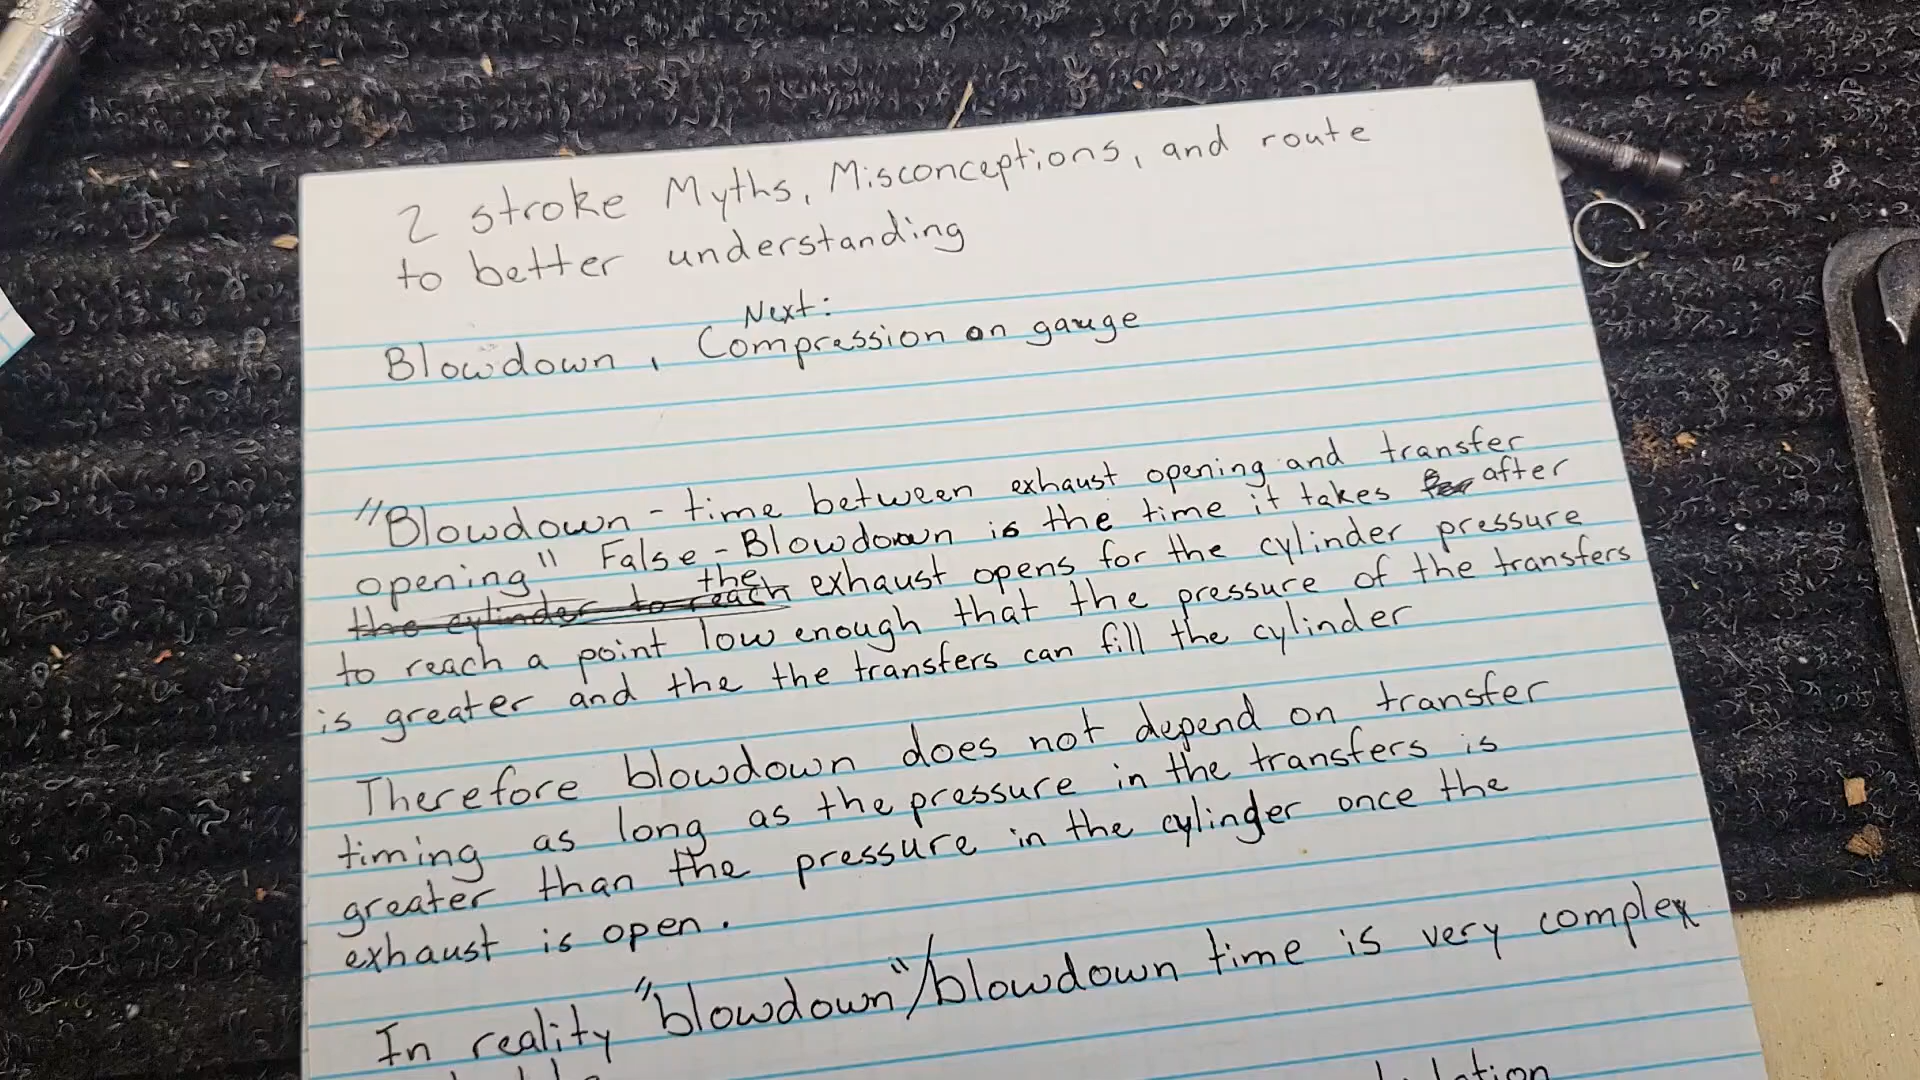 2 stroke Myths, Misconceptions, and route
to better understanding
Next:
Blowdown, Compression on gauge
"Blowdown - time between exhaust opening and transfer
opening" False - Blowdown is the time it takes after
the cylinder to reach the exhaust opens for the cylinder pressure
to reach a point low enough that the pressure of the transfers
is greater and the the transfers can fill the cylinder
Therefore blowdown does not depend on transfer
timing as long as the pressure in the transfers is
greater than the pressure in the cylinder once the
exhaust is open.
In reality "blowdown"/blowdown time is very complex